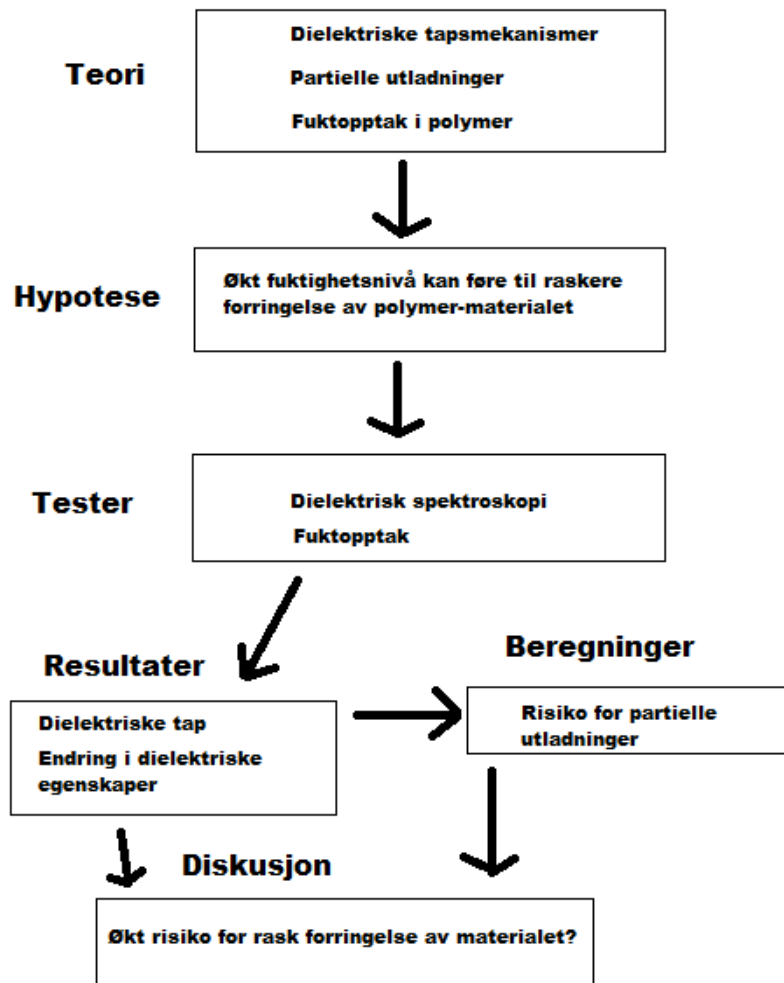 Teori
Dielektriske tapsmekanismer
Partielle utladninger
Fuktopptak i polymer
Hypotese
Økt fuktighetsnivå kan føre til raskere
forringelse av polymer-materialet
Tester
Dielektrisk spektroskopi
Fuktopptak
Resultater
Dielektriske tap
Endring i dielektriske
egenskaper
Beregninger
Risiko for partielle
utladninger
Diskusjon
Økt risiko for rask forringelse av materialet?